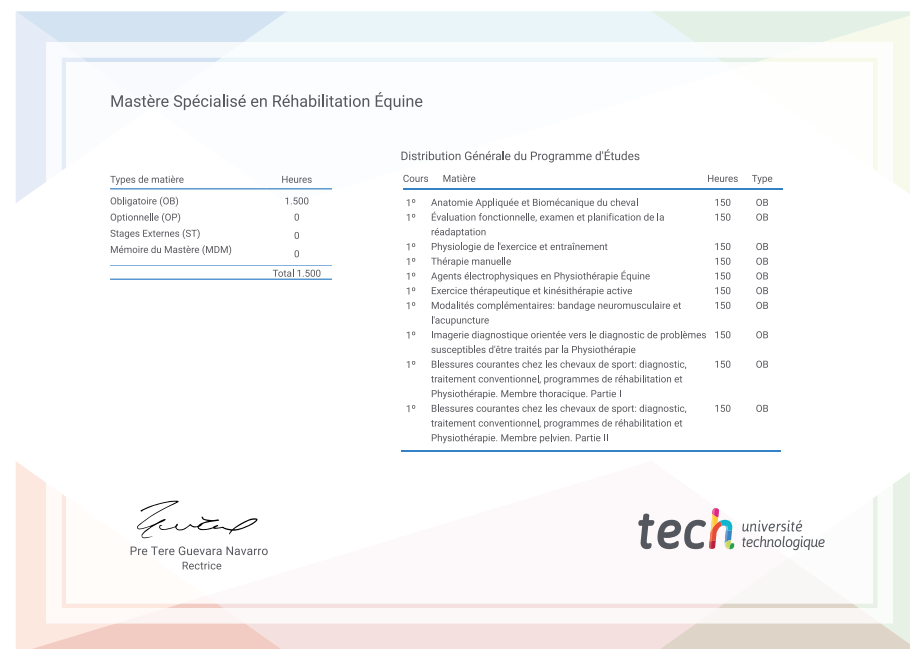 Mastère Spécialisé en Réhabilitation Équine
Types de matière Heures
Obligatoire (OB) 1.500
Optionnelle (OP) 0
Stages Externes (ST) 0
Mémoire du Mastère (MDM) 0
Total 1.500
Distribution Générale du Programme d'Études
Cours Matière Heures Type
1º Anatomie Appliquée et Biomécanique du cheval 150 OB
1º Évaluation fonctionnelle, examen et planification de la 150 OB
réadaptation
1º Physiologie de l'exercice et entraînement 150 OB
1º Thérapie manuelle 150 OB
1º Agents électrophysiques en Physiothérapie Équine 150 OB
1º Exercice thérapeutique et kinésithérapie active 150 OB
1º Modalités complémentaires: bandage neuromusculaire et 150 OB
l'acupuncture
1º Imagerie diagnostique orientée vers le diagnostic de problèmes 150 OB
susceptibles d'être traités par la Physiothérapie
1º Blessures courantes chez les chevaux de sport: diagnostic, 150 OB
traitement conventionnel, programmes de réhabilitation et
Physiothérapie. Membre thoracique. Partie I
1º Blessures courantes chez les chevaux de sport: diagnostic, 150 OB
traitement conventionnel, programmes de réhabilitation et
Physiothérapie. Membre pelvien. Partie II
Pre Tere Guevara Navarro
Rectrice
tech université
technologique